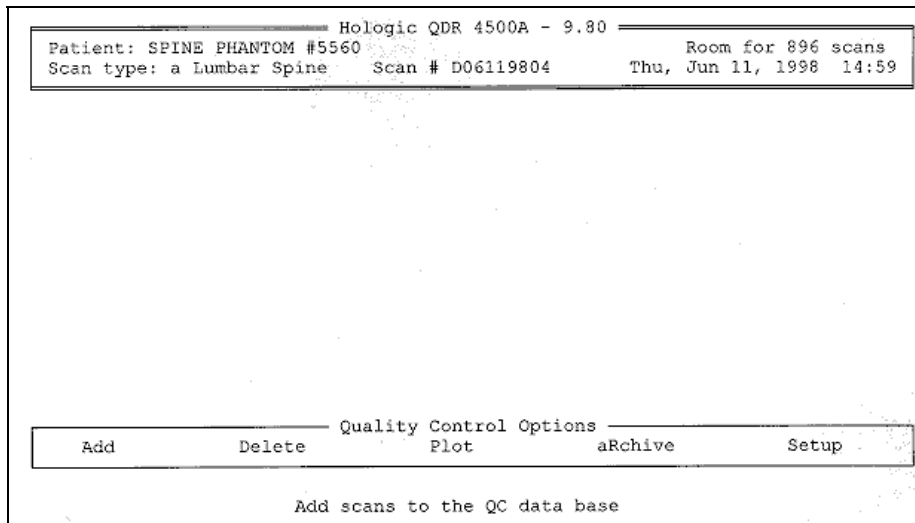 Hologic QDR 4500A - 9.80
Patient: SPINE PHANTOM #5560 Room for 896 scans
Scan type: a Lumbar Spine Scan # D06119804 Thu, Jun 11, 1998 14:59
Quality Control Options
Add Delete Plot aRchive Setup
Add scans to the QC data base